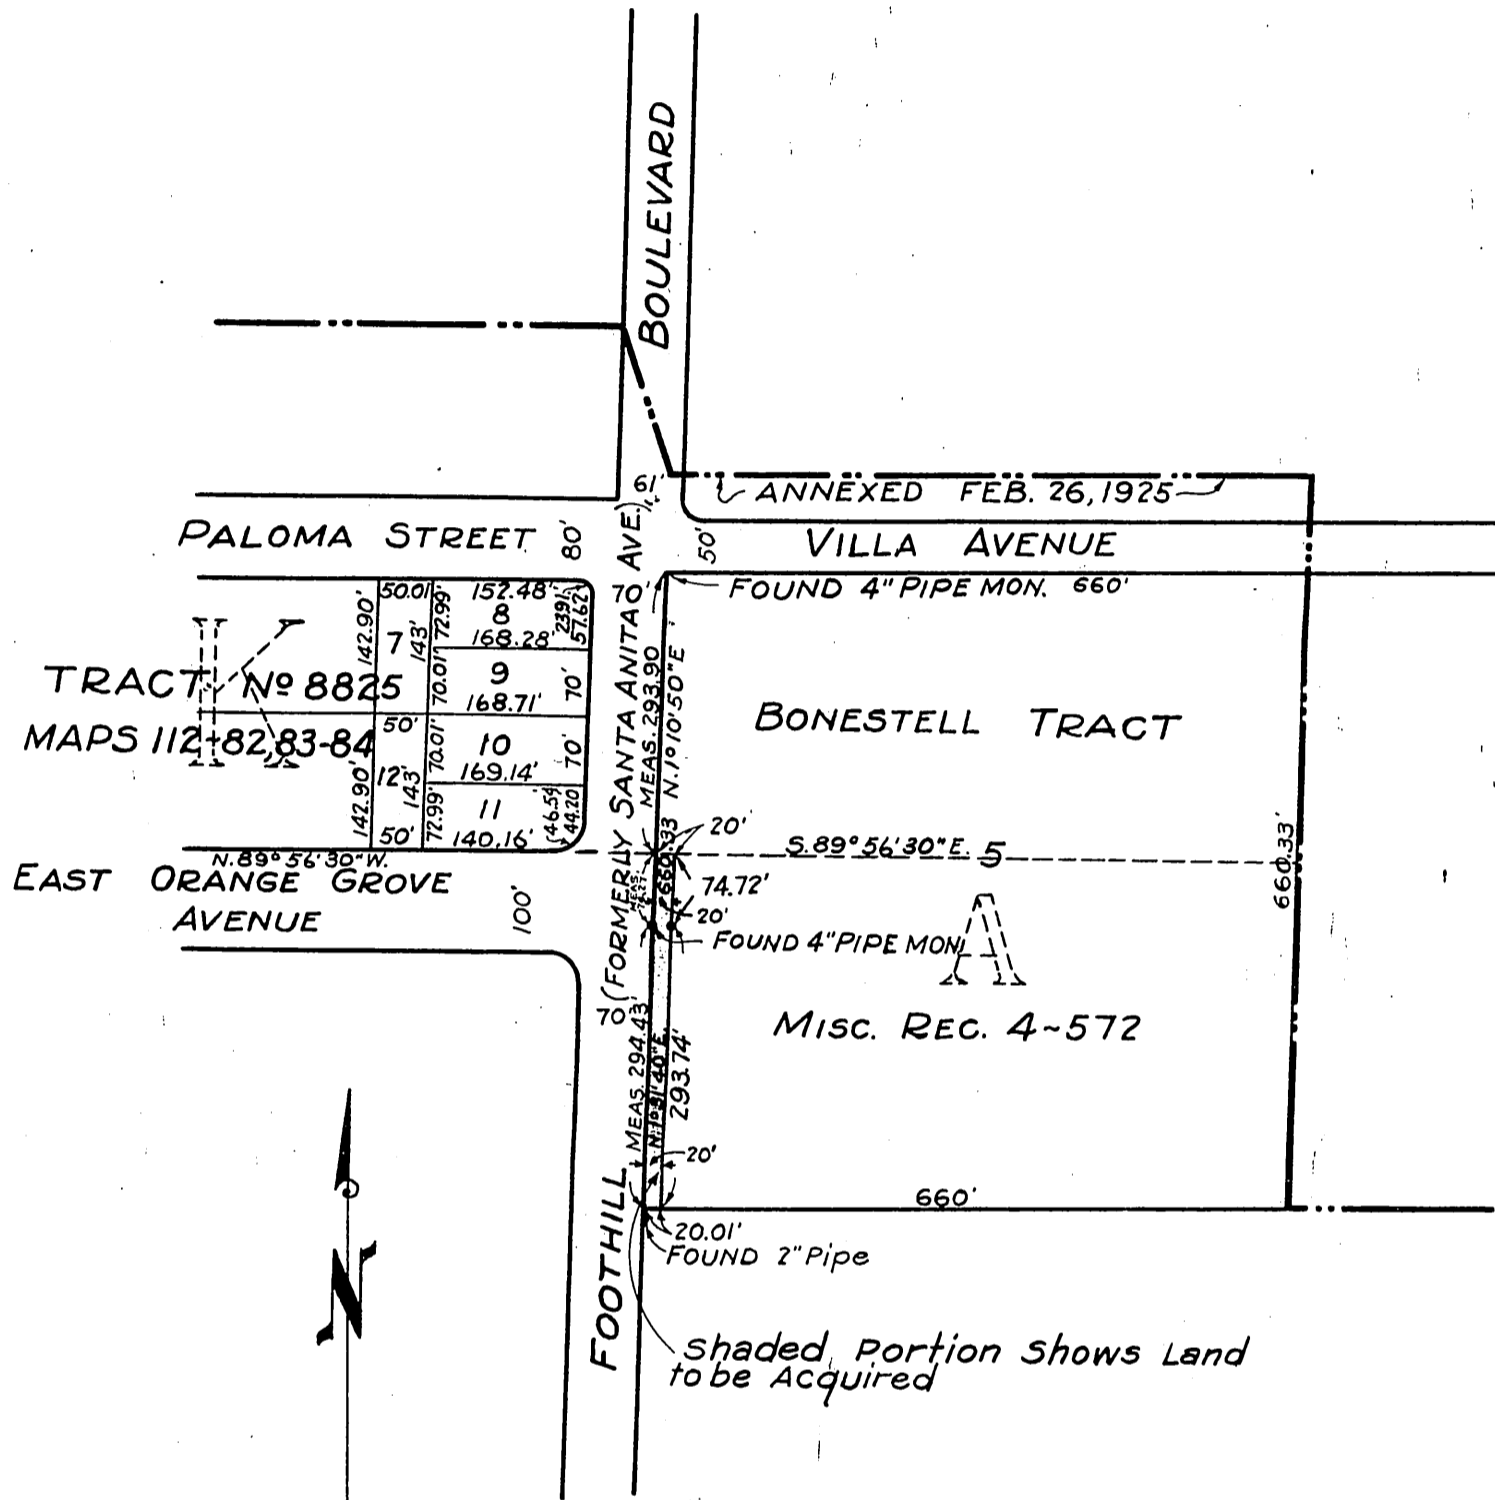 BOULEVARD
61'
ANNEXED FEB. 26, 1925
PALOMA STREET
80'
50'
VILLA AVENUE
70'
FOUND 4" PIPE MON. 660'
50.01'
152.48'
8
168.28'
72.99'
23.91'
57.62'
142.90'
7
143'
9
168.71'
70.01'
70'
TRACT Nº 8825
MAPS 112-82,83-84
K
50'
10
169.14'
70.01'
70'
142.90'
12
143'
50'
11
140.16'
72.99'
46.54'
44.20'
(FORMERLY SANTA ANITA AVE.)
MEAS. 293.90
N.1°10'50"E.
660.33
BONESTELL TRACT
20'
N.89°56'30"W.
S.89°56'30"E. 5
660.33'
EAST ORANGE GROVE
AVENUE
100'
MEAS.
74.72'
20'
FOUND 4" PIPE MON.
A
MISC. REC. 4~572
70'
MEAS. 294.43'
293.74'
20'
660'
20.01'
FOUND 2" Pipe
FOOTHILL
N
Shaded Portion Shows Land
to be Acquired